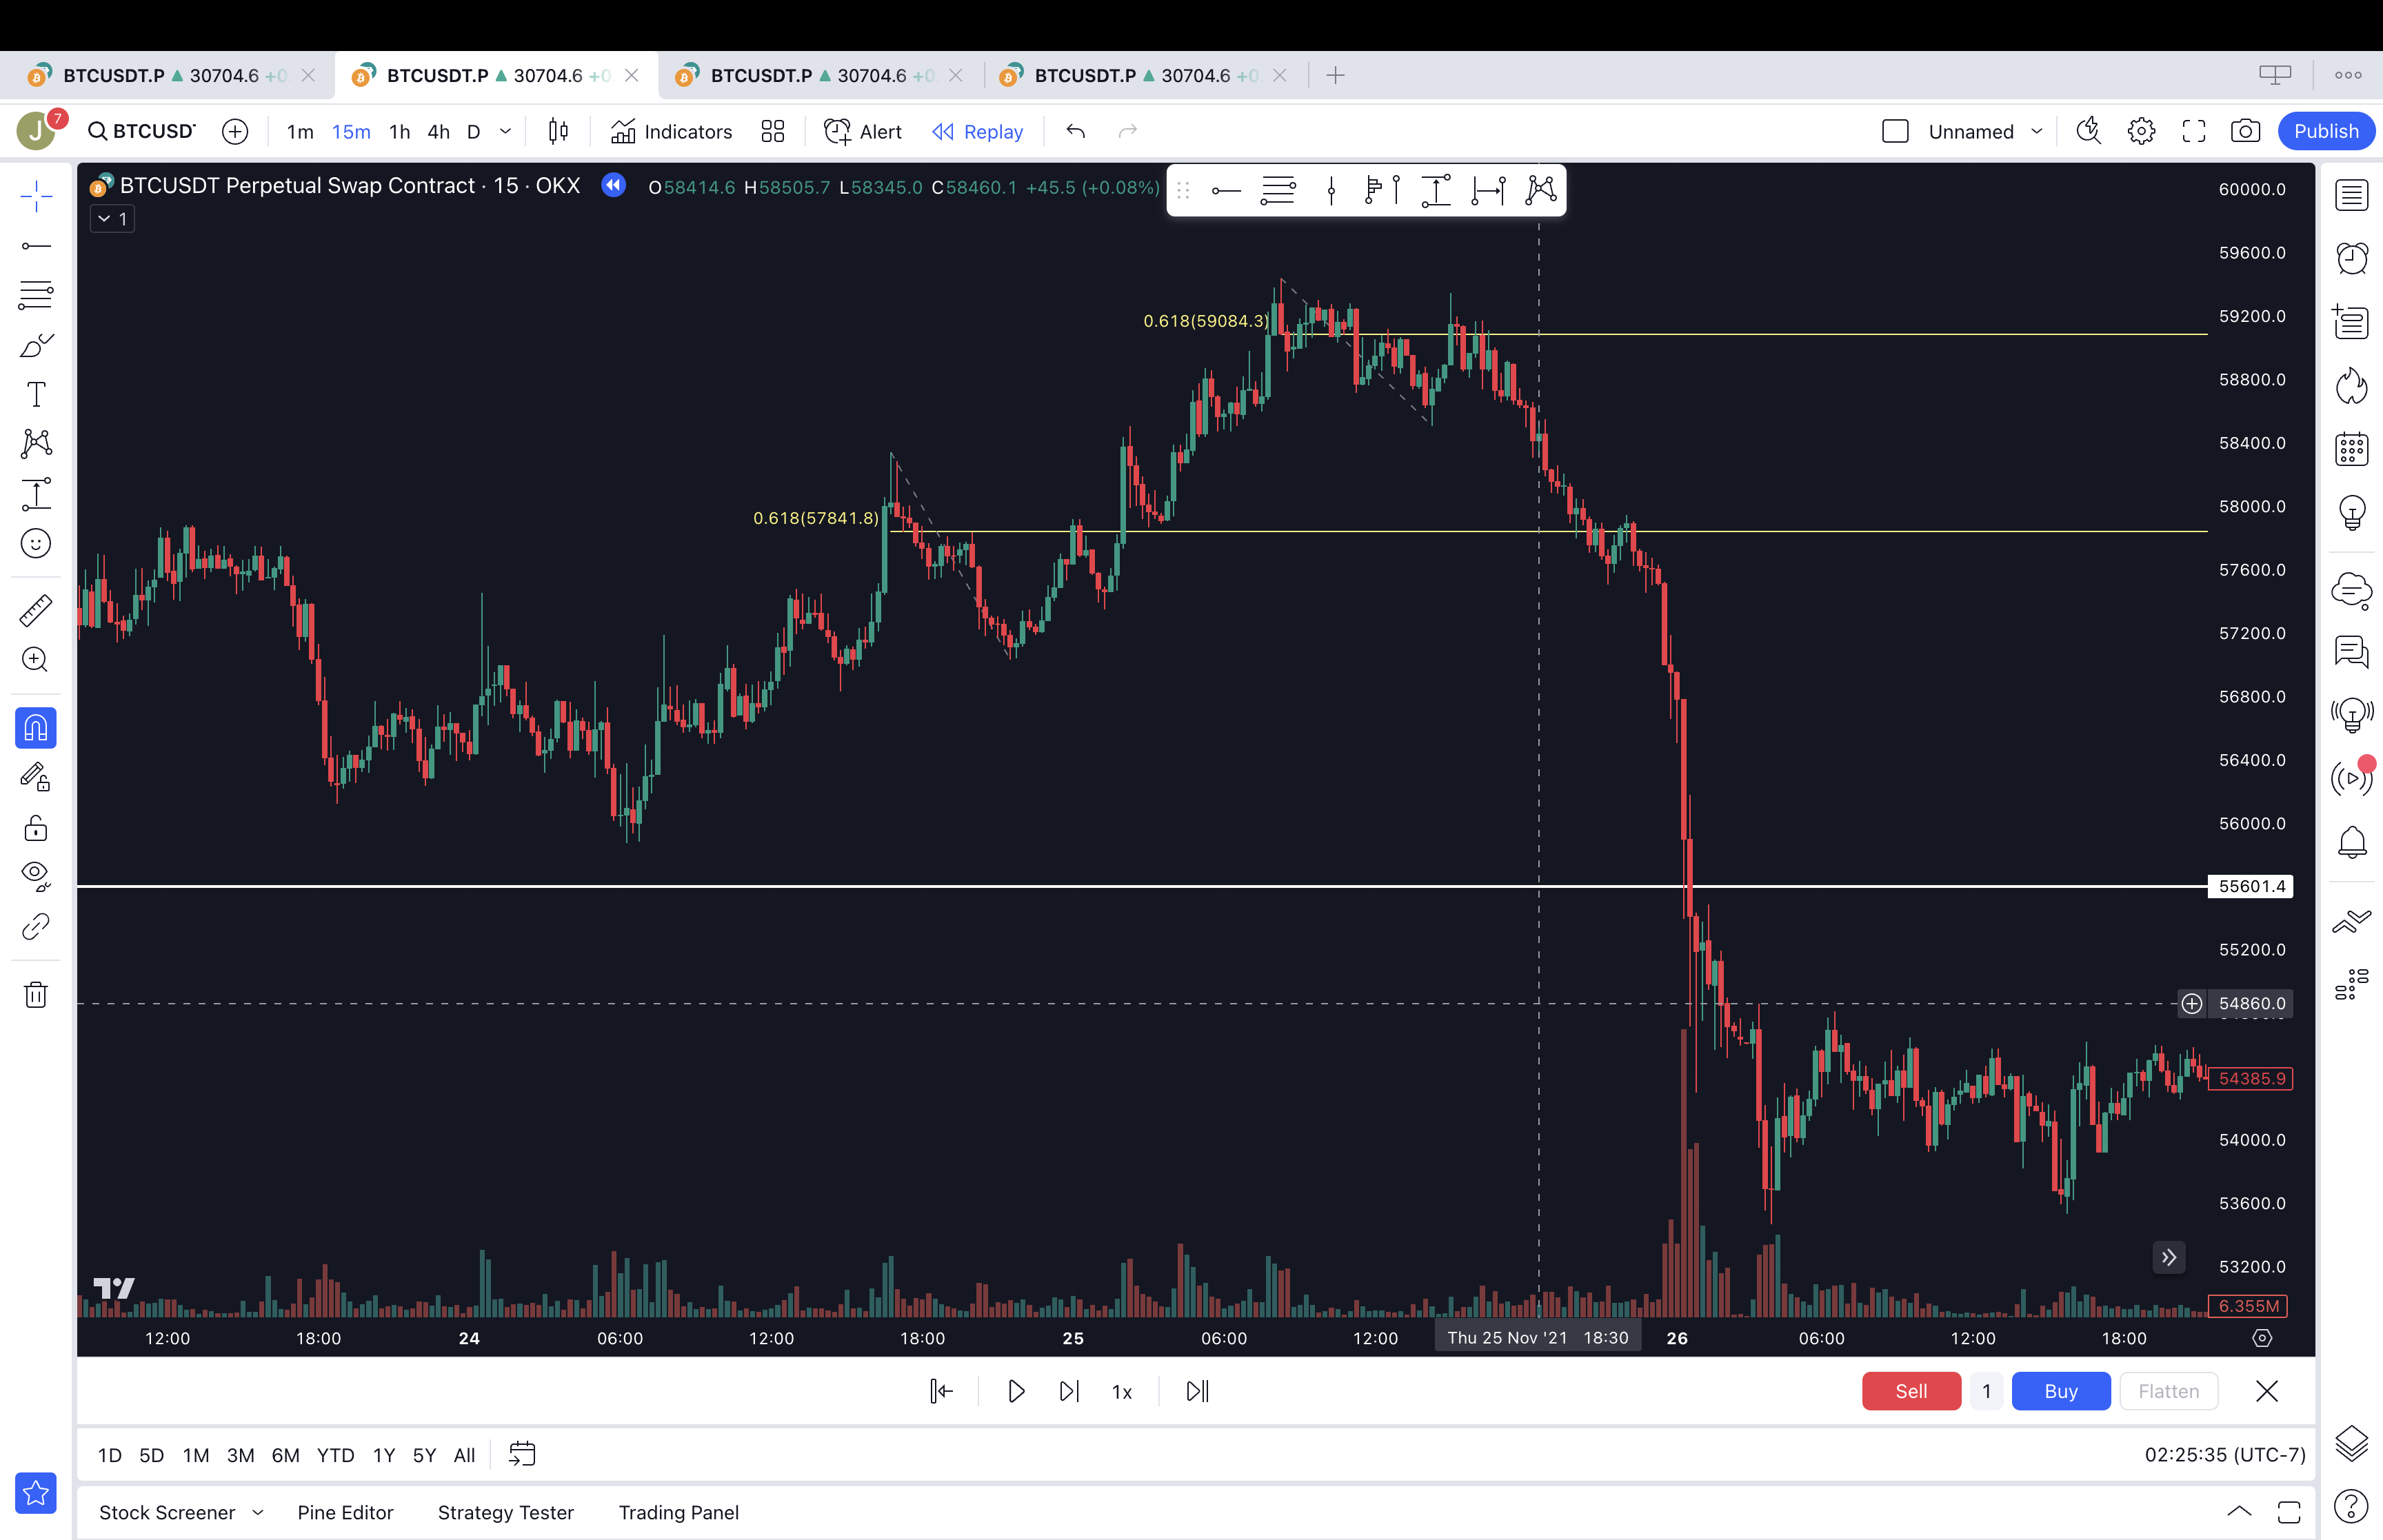 BTCUSDT.P ▲ 30704.6 +0
BTCUSDT.P ▲ 30704.6 +0
BTCUSDT.P ▲ 30704.6 +0.
BTCUSDT.P ▲ 30704.6 +0
J 7 BTCUSD 1m 15m 1h 4h D Indicators Alert Replay Unnamed Publish
BTCUSDT Perpetual Swap Contract · 15 · OKX O58414.6 H58505.7 L58345.0 C58460.1 +45.5 (+0.08%)
1
60000.0
59600.0
0.618(59084.3)
59200.0
58800.0
58400.0
0.618(57841.8)
58000.0
57600.0
57200.0
56800.0
56400.0
56000.0
55601.4
55200.0
54860.0
54385.9
54000.0
53600.0
53200.0
6.355M
12:00 18:00 24 06:00 12:00 18:00 25 06:00 12:00 Thu 25 Nov '21 18:30 26 06:00 12:00 18:00
1x Sell 1 Buy Flatten
1D 5D 1M 3M 6M YTD 1Y 5Y All 02:25:35 (UTC-7)
Stock Screener Pine Editor Strategy Tester Trading Panel